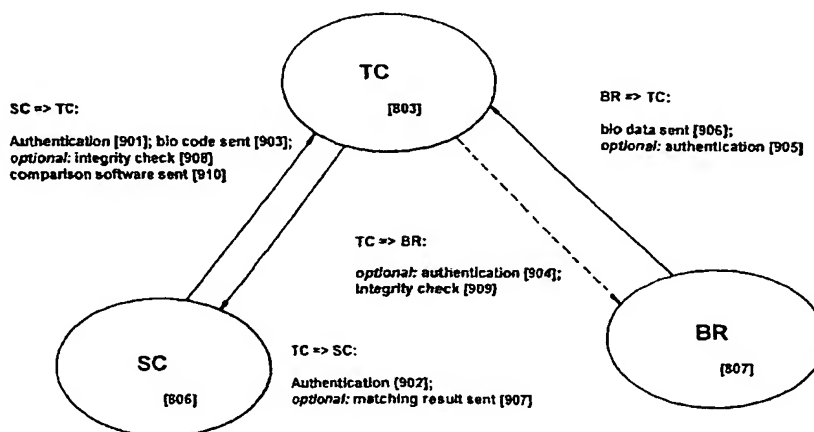 TC
[803]
SC => TC:
Authentication [901]; bio code sent [903];
optional: integrity check [908]
comparison software sent [910]
BR => TC:
bio data sent [906];
optional: authentication [905]
TC => BR:
optional: authentication [904];
integrity check [909]
SC
[806]
TC => SC:
Authentication [902];
optional: matching result sent [907]
BR
[807]